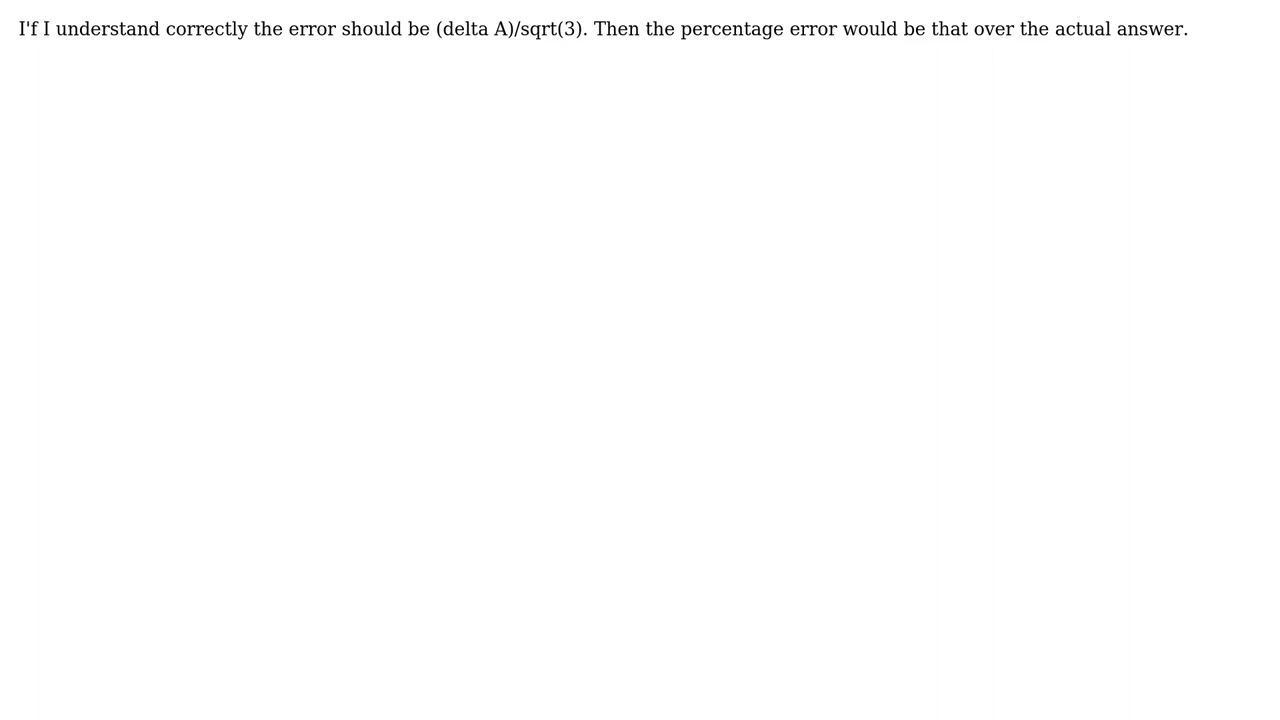 I'f I understand correctly the error should be (delta A)/sqrt(3). Then the percentage error would be that over the actual answer.